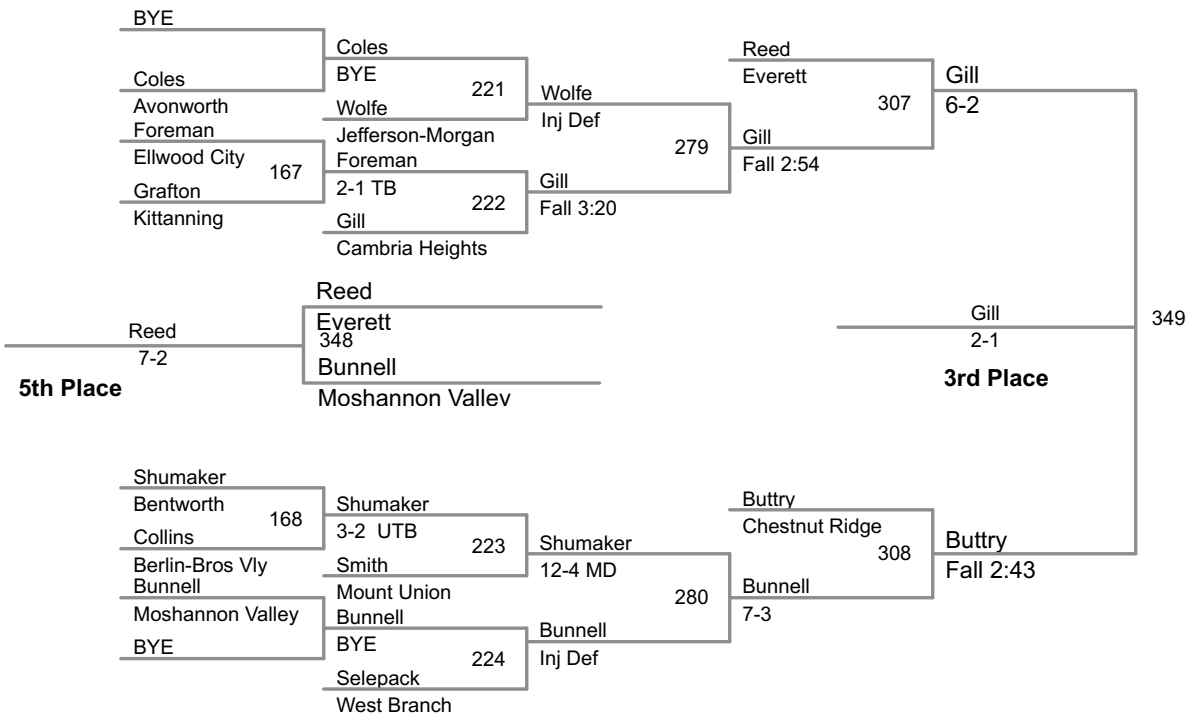 BYE
Coles
Avonworth
Foreman
Ellwood City
167
Grafton
Kittanning
Coles
BYE
221
Wolfe
Jefferson-Morgan
Foreman
2-1 TB
222
Gill
Cambria Heights
Wolfe
Inj Def
279
Gill
Fall 3:20
Reed
Everett
307
Gill
Fall 2:54
Gill
6-2
Reed
7-2
5th Place
Reed
Everett
348
Bunnell
Moshannon Valley
Gill
2-1
3rd Place
349
Shumaker
Bentworth
168
Collins
Berlin-Bros Vly
Bunnell
Moshannon Valley
BYE
Shumaker
3-2 UTB
223
Smith
Mount Union
Bunnell
BYE
224
Selepack
West Branch
Shumaker
12-4 MD
280
Bunnell
Inj Def
Buttry
Chestnut Ridge
308
Bunnell
7-3
Buttry
Fall 2:43